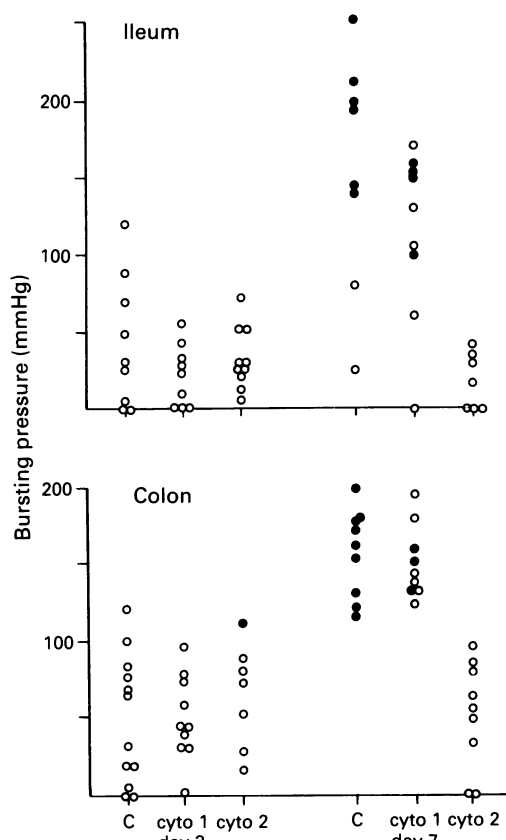 Ileum
200
100
Bursting pressure (mmHg)
Colon
200
100
C cyto 1 cyto 2 C cyto 1 cyto 2
day 3 day 7